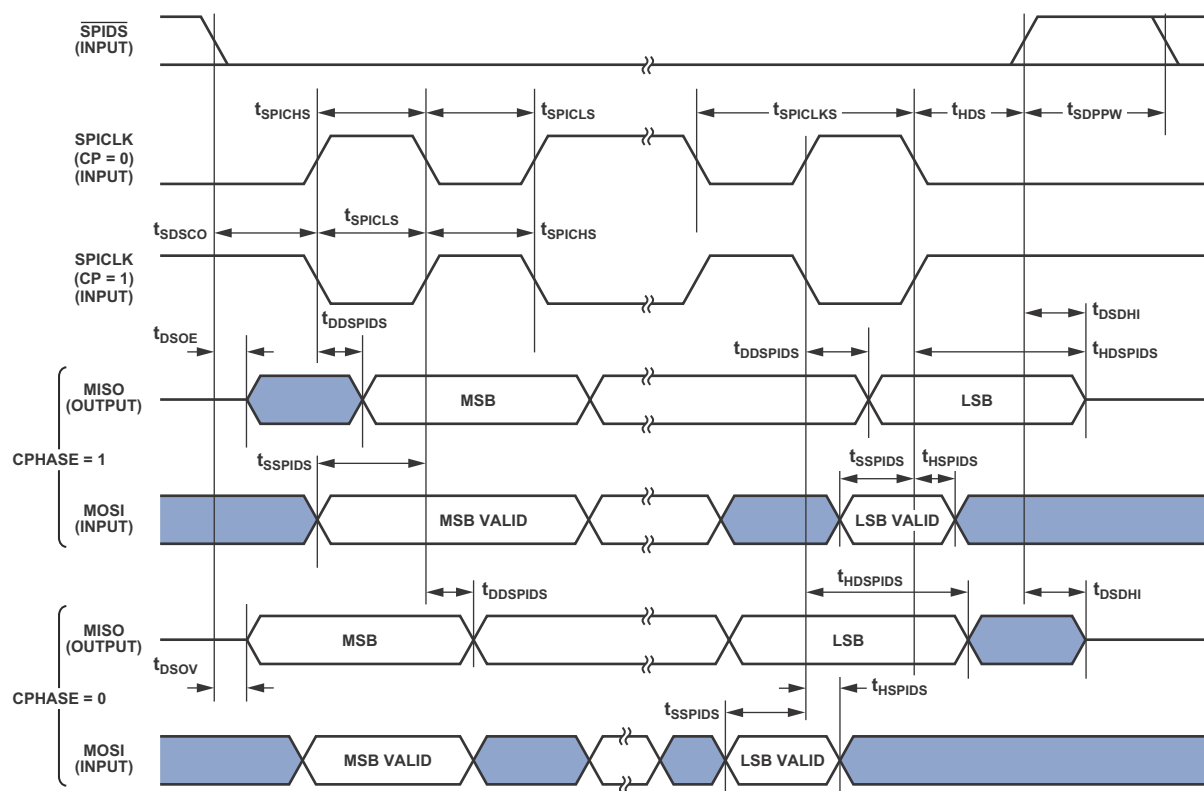 SPIDS
(INPUT)
tSPICHS
tSPICLS
tSPICLKS
tHDS
tSDPPW
SPICLK
(CP = 0)
(INPUT)
tSDSCO
tSPICLS
tSPICHS
SPICLK
(CP = 1)
(INPUT)
tDSOE
tDDSPIDS
tDDSPIDS
tDSDHI
tHDSPIDS
CPHASE = 1
MISO
(OUTPUT)
MSB
LSB
tSSPIDS
tSSPIDS
tHSPIDS
MOSI
(INPUT)
MSB VALID
LSB VALID
tDDSPIDS
tHDSPIDS
tDSDHI
CPHASE = 0
MISO
(OUTPUT)
MSB
LSB
tDSOV
tSSPIDS
tHSPIDS
MOSI
(INPUT)
MSB VALID
LSB VALID